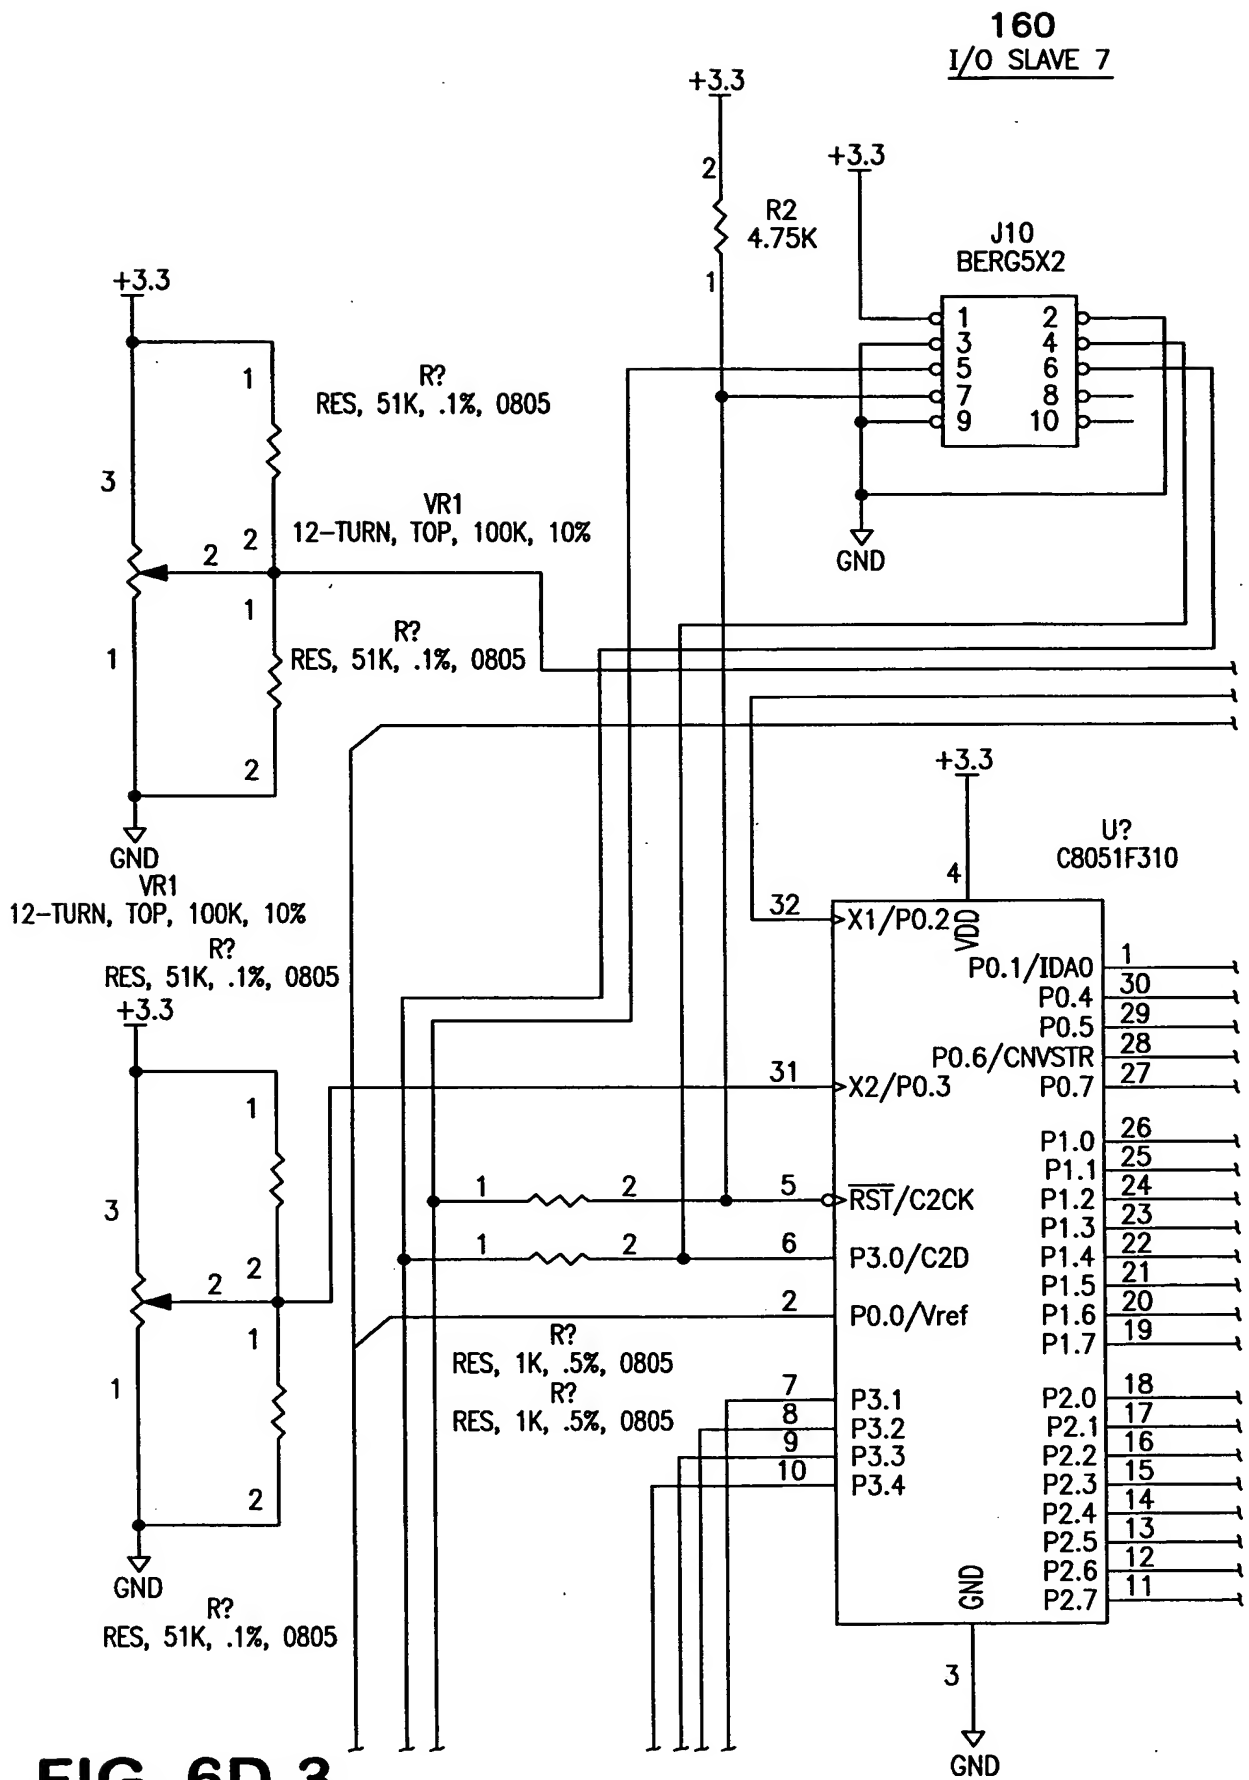 160
I/O SLAVE 7
+3.3
2
R2
4.75K
1
+3.3
J10
BERG5X2
1 2
3 4
5 6
7 8
9 10
GND
+3.3
1
R?
RES, 51K, .1%, 0805
3
VR1
12-TURN, TOP, 100K, 10%
2
2
1
R?
RES, 51K, .1%, 0805
1
2
GND
VR1
12-TURN, TOP, 100K, 10%
R?
RES, 51K, .1%, 0805
+3.3
1
3
2
2
1
1
2
GND
R?
RES, 51K, .1%, 0805
+3.3
U?
C8051F310
4
VDD
32 X1/P0.2
31 X2/P0.3
1 2 5 RST/C2CK
1 2 6 P3.0/C2D
2 P0.0/Vref
R?
RES, 1K, .5%, 0805
R?
RES, 1K, .5%, 0805
7 P3.1
8 P3.2
9 P3.3
10 P3.4
P0.1/IDA0 1
P0.4 30
P0.5 29
P0.6/CNVSTR 28
P0.7 27
P1.0 26
P1.1 25
P1.2 24
P1.3 23
P1.4 22
P1.5 21
P1.6 20
P1.7 19
P2.0 18
P2.1 17
P2.2 16
P2.3 15
P2.4 14
P2.5 13
P2.6 12
P2.7 11
GND
3
GND
FIG. 6D.3